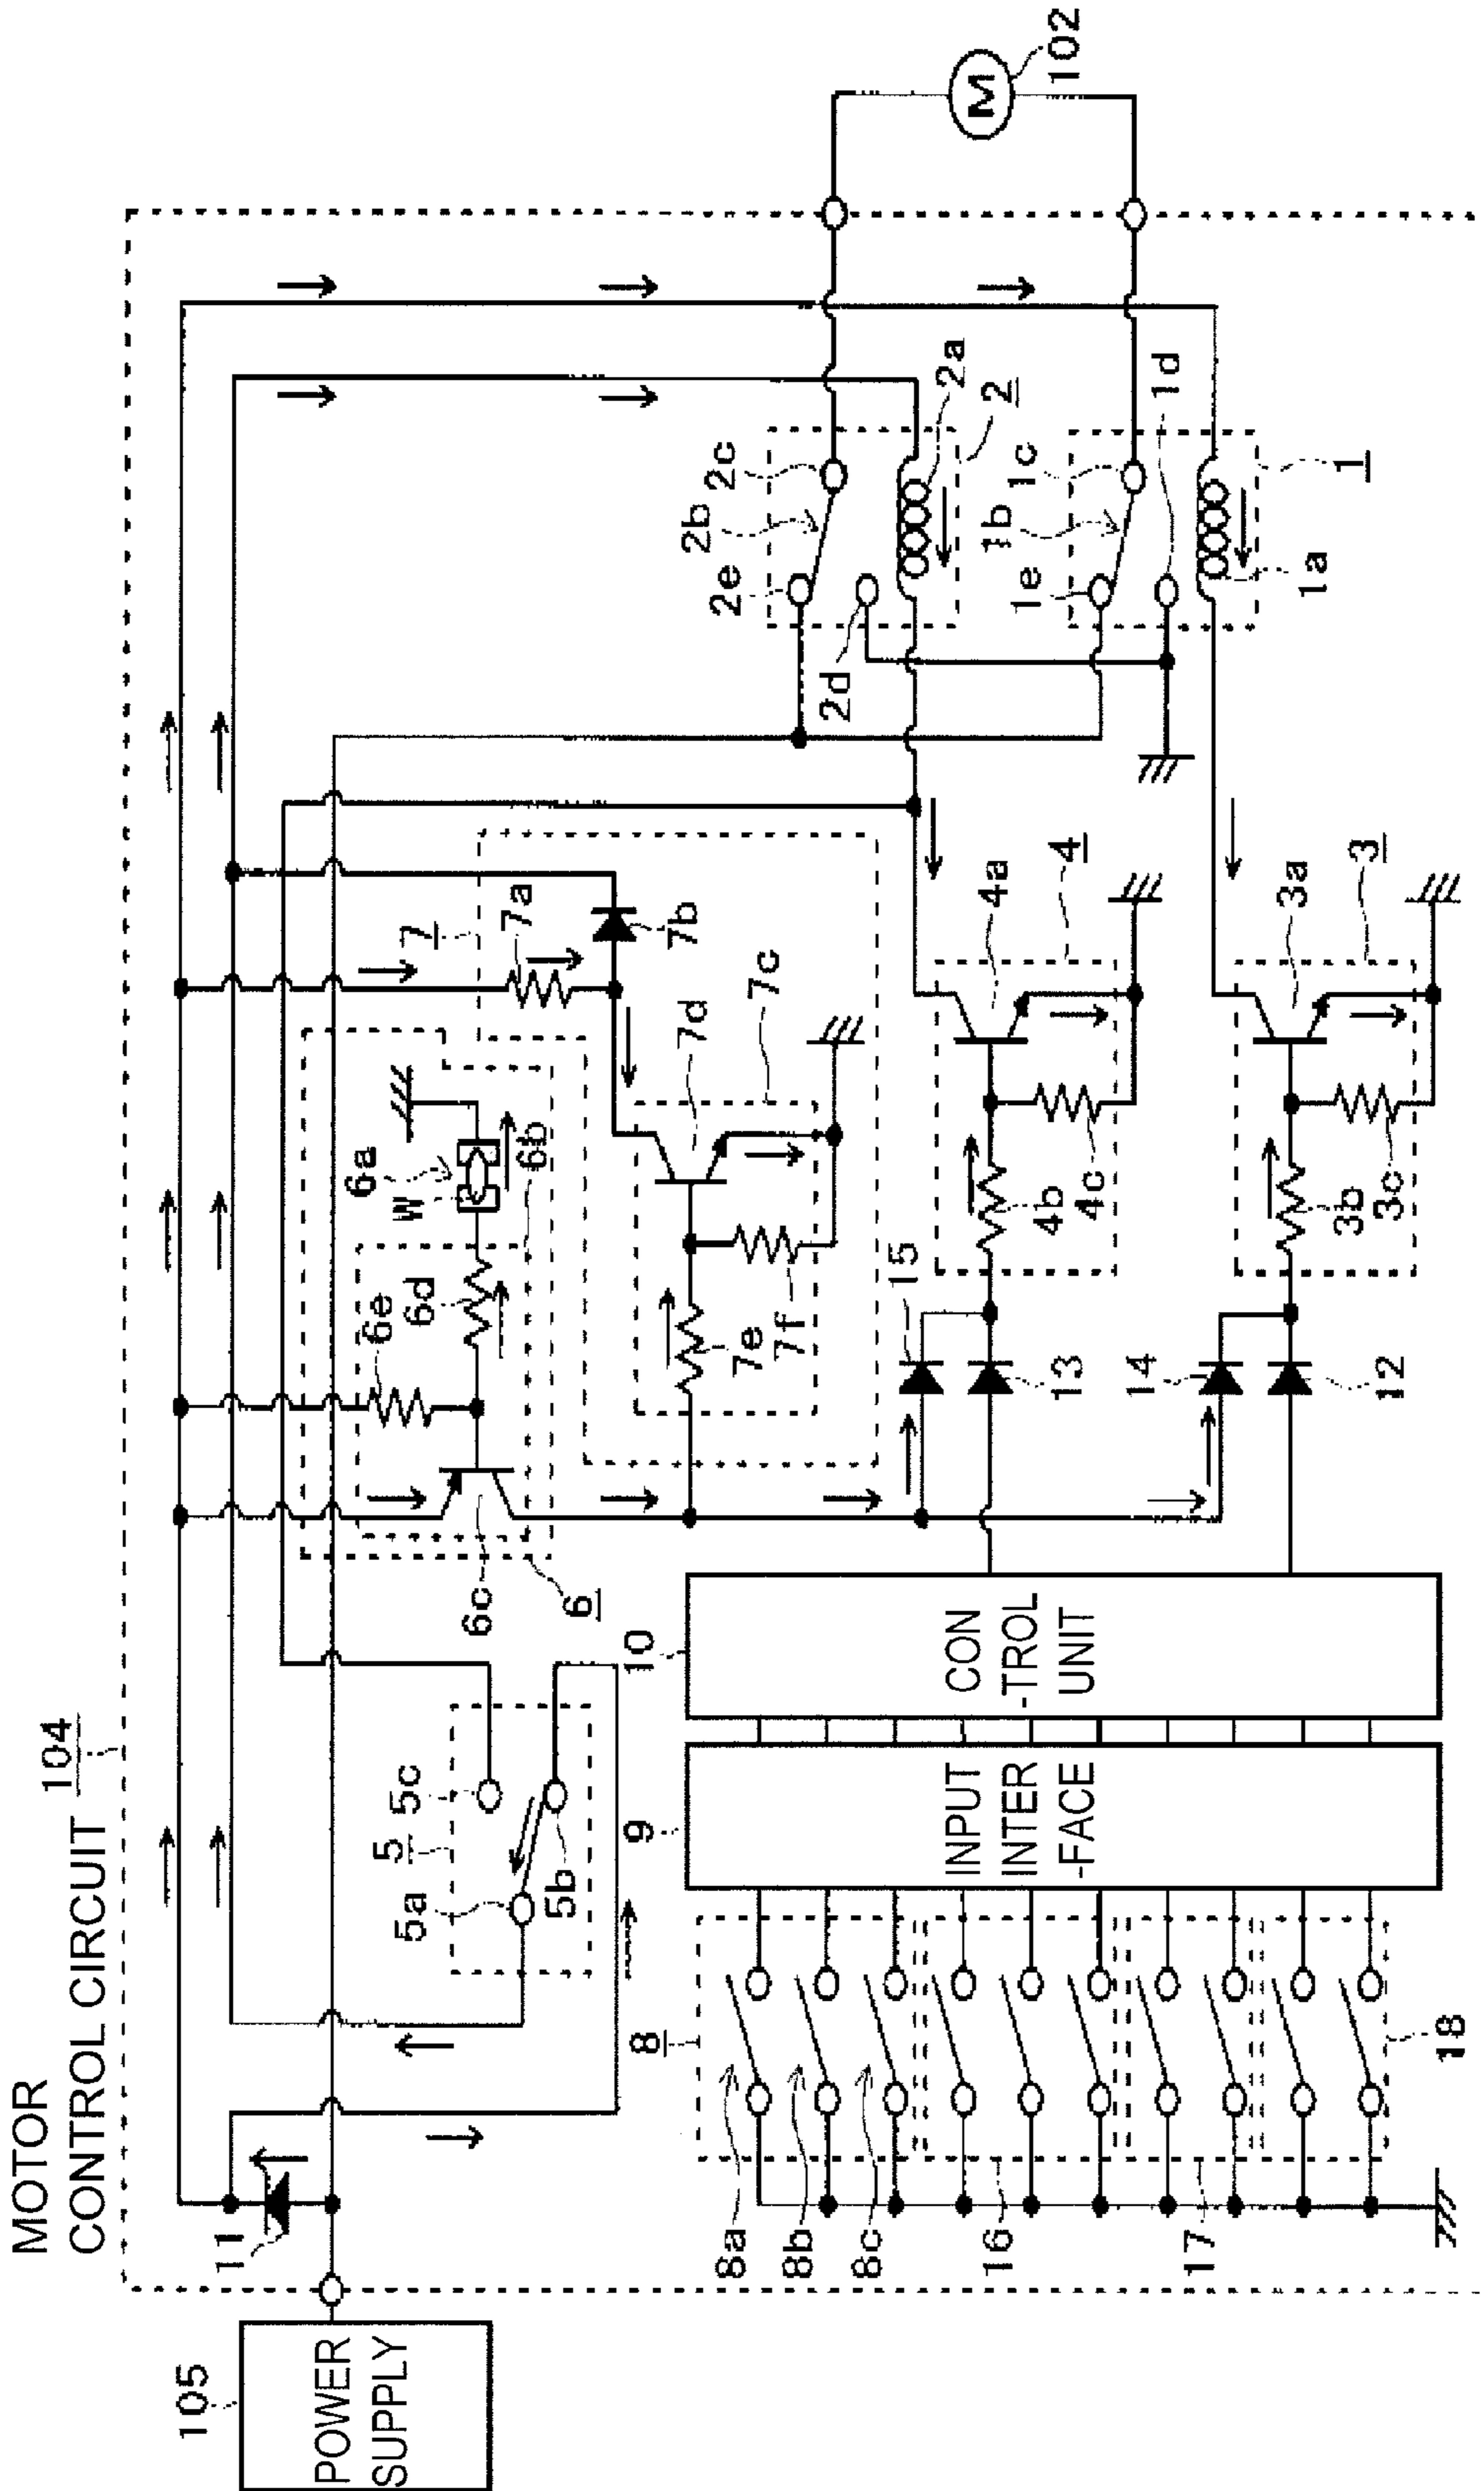 MOTOR
CONTROL CIRCUIT 104
105
POWER
SUPPLY
11
5
5a
5b
5c
6
6a
W
6b
6c
6d
6e
7
7a
7b
7c
7d
7e
7f
2
2a
2b
2c
2d
2e
1
1a
1b
1c
1d
1e
M
102
4
4a
4b
4c
3
3a
3b
3c
15
13
14
12
10
CON
-TROL
UNIT
9
INPUT
INTER
-FACE
8
8a
8b
8c
16
17
18